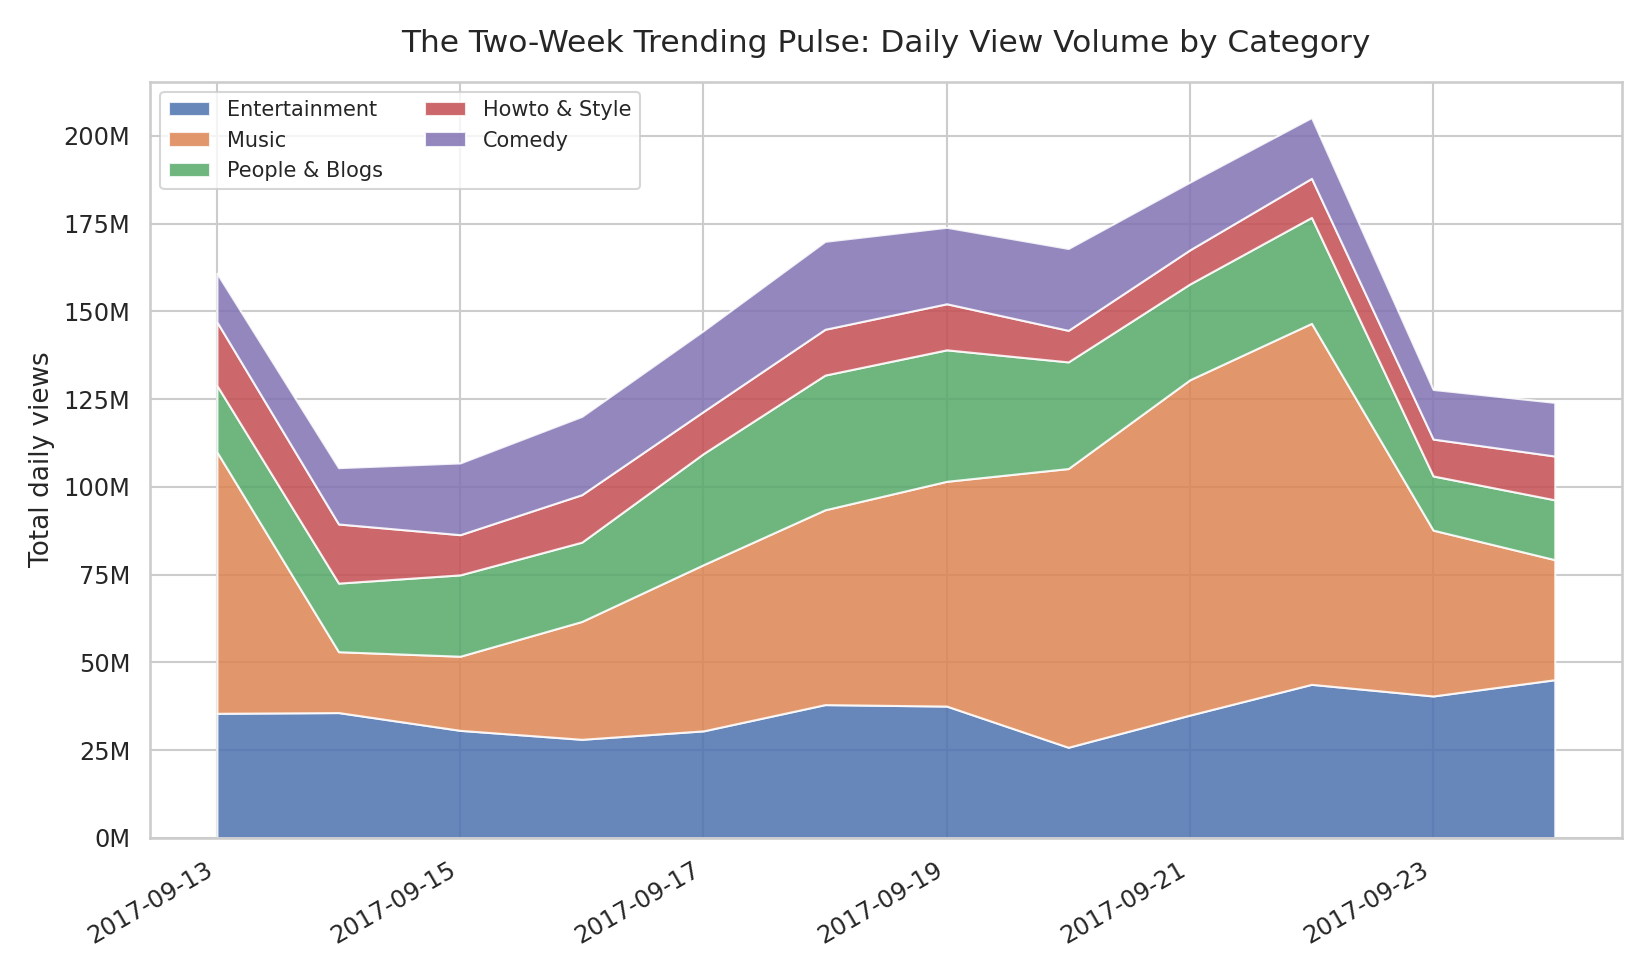 The Two-Week Trending Pulse: Daily View Volume by Category
Entertainment
Music
People & Blogs
Howto & Style
Comedy
Total daily views
200M
175M
150M
125M
100M
75M
50M
25M
0M
2017-09-13
2017-09-15
2017-09-17
2017-09-19
2017-09-21
2017-09-23